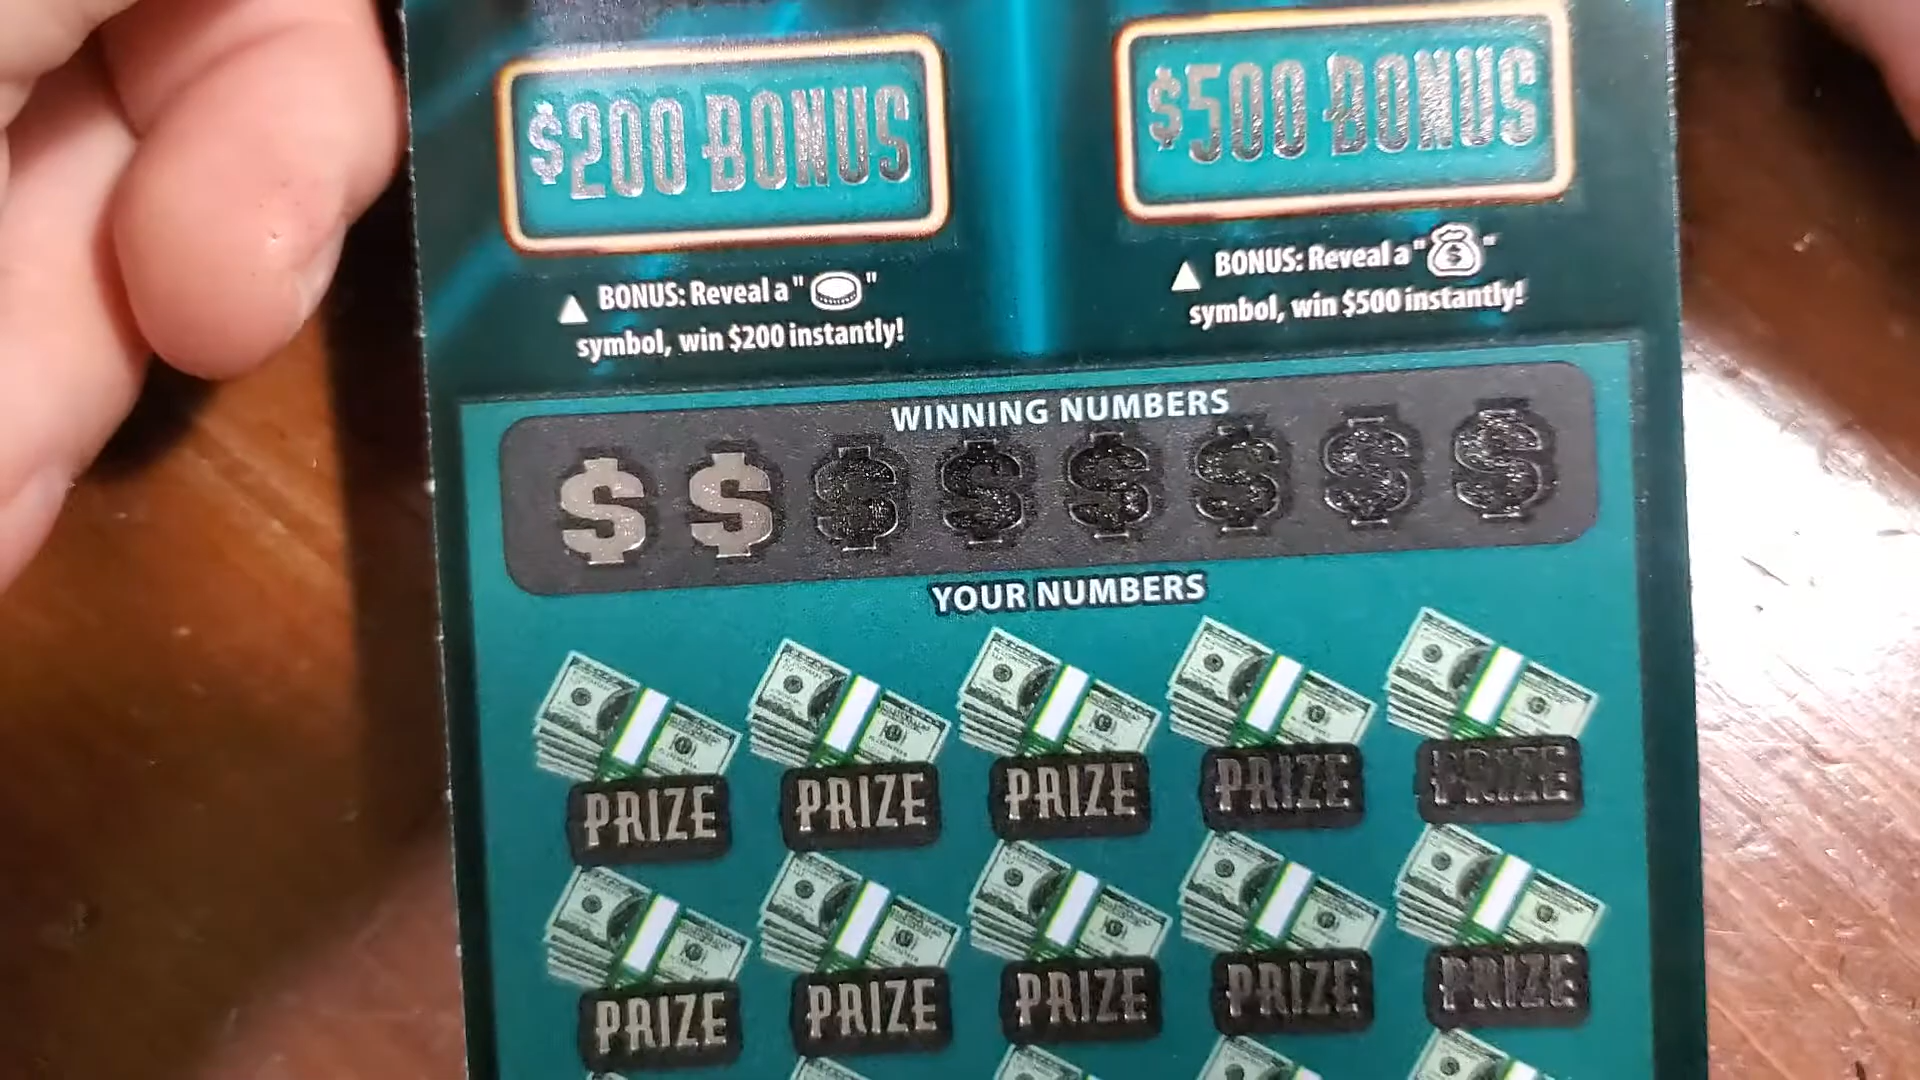 $200 BONUS
$500 BONUS
▲ BONUS: Reveal a " "
symbol, win $200 instantly!
▲ BONUS: Reveal a " $ "
symbol, win $500 instantly!
WINNING NUMBERS
$ $ $ $ $ $ $ $
YOUR NUMBERS
PRIZE PRIZE PRIZE PRIZE PRIZE
PRIZE PRIZE PRIZE PRIZE PRIZE